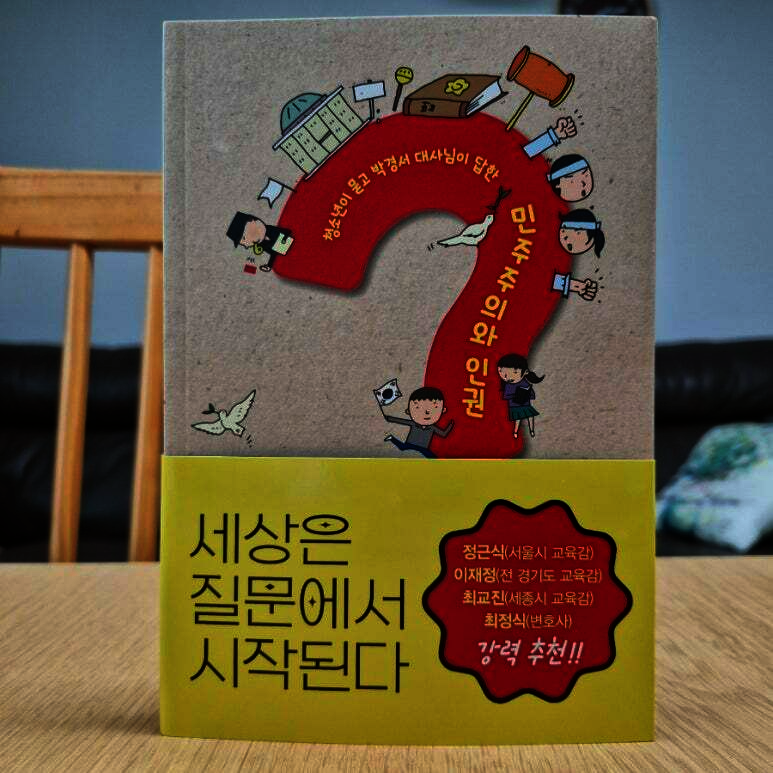 청소년이 묻고 박경서 대사님이 답한
민주주의와 인권
세상은
질문에서
시작된다
정근식(서울시 교육감)
이재정(전 경기도 교육감)
최교진(세종시 교육감)
최정식(변호사)
강력 추천!!